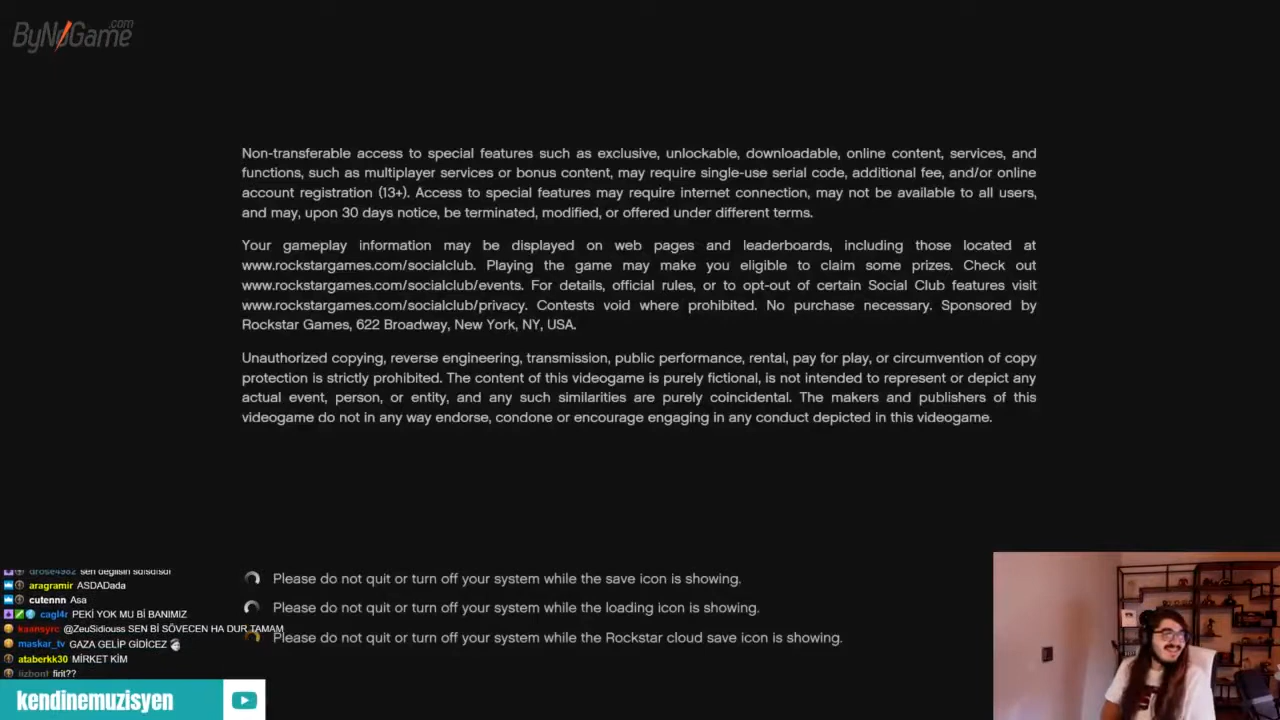 ByNoGame.com
Non-transferable access to special features such as exclusive, unlockable, downloadable, online content, services, and
functions, such as multiplayer services or bonus content, may require single-use serial code, additional fee, and/or online
account registration (13+). Access to special features may require internet connection, may not be available to all users,
and may, upon 30 days notice, be terminated, modified, or offered under different terms.
Your gameplay information may be displayed on web pages and leaderboards, including those located at
www.rockstargames.com/socialclub. Playing the game may make you eligible to claim some prizes. Check out
www.rockstargames.com/socialclub/events. For details, official rules, or to opt-out of certain Social Club features visit
www.rockstargames.com/socialclub/privacy. Contests void where prohibited. No purchase necessary. Sponsored by
Rockstar Games, 622 Broadway, New York, NY, USA.
Unauthorized copying, reverse engineering, transmission, public performance, rental, pay for play, or circumvention of copy
protection is strictly prohibited. The content of this videogame is purely fictional, is not intended to represent or depict any
actual event, person, or entity, and any such similarities are purely coincidental. The makers and publishers of this
videogame do not in any way endorse, condone or encourage engaging in any conduct depicted in this videogame.
Please do not quit or turn off your system while the save icon is showing.
Please do not quit or turn off your system while the loading icon is showing.
Please do not quit or turn off your system while the Rockstar cloud save icon is showing.
drose4982 sen degilsin
aragramir ASDADada
cutennn Asa
cagl4r PEKİ YOK MU Bİ BANIMIZ
kaansyrc @ZeuSidiouss SEN Bİ SÖVECEN HA DUR TAMAM
maskar_tv GAZA GELİP GİDİCEZ
ataberkk30 MİRKET KİM
lizbont firit??
kendinemuzisyen